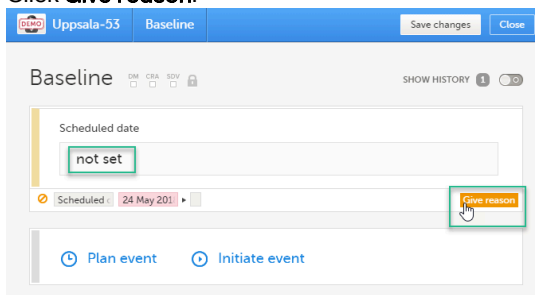 Click Give reason.
DEMO Uppsala-53 Baseline Save changes Close
Baseline DM CRA SDV SHOW HISTORY 1
Scheduled date
not set
Scheduled 24 May 201 Give reason
Plan event Initiate event